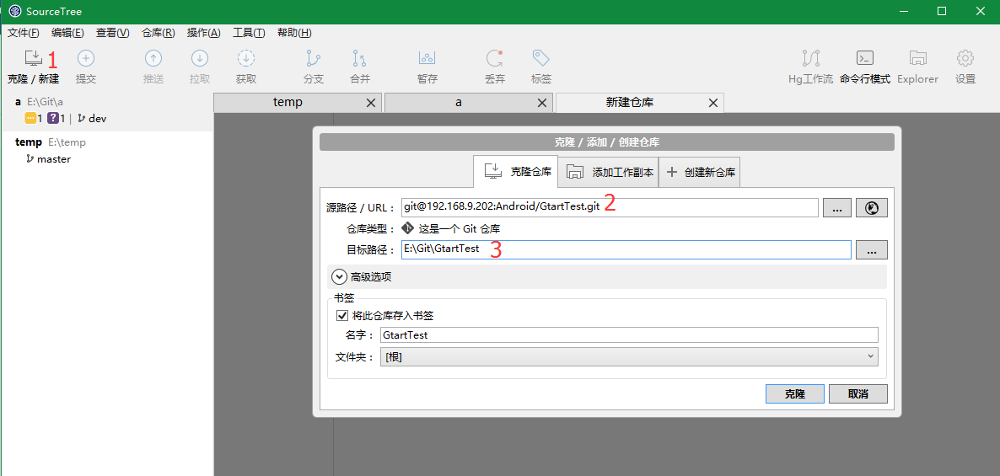 SourceTree
文件(F) 编辑(E) 查看(V) 仓库(R) 操作(A) 工具(T) 帮助(H)
1
克隆 / 新建 提交 推送 拉取 获取 分支 合并 暂存 丢弃 标签 Hg工作流 命令行模式 Explorer 设置
a E:\Git\a
1 ? 1 | dev
temp E:\temp
master
temp a 新建仓库
克隆 / 添加 / 创建仓库
克隆仓库 添加工作副本 创建新仓库
源路径 / URL： git@192.168.9.202:Android/GtartTest.git 2 ...
仓库类型： 这是一个 Git 仓库
目标路径： E:\Git\GtartTest 3 ...
高级选项
书签
将此仓库存入书签
名字： GtartTest
文件夹： [根]
克隆 取消